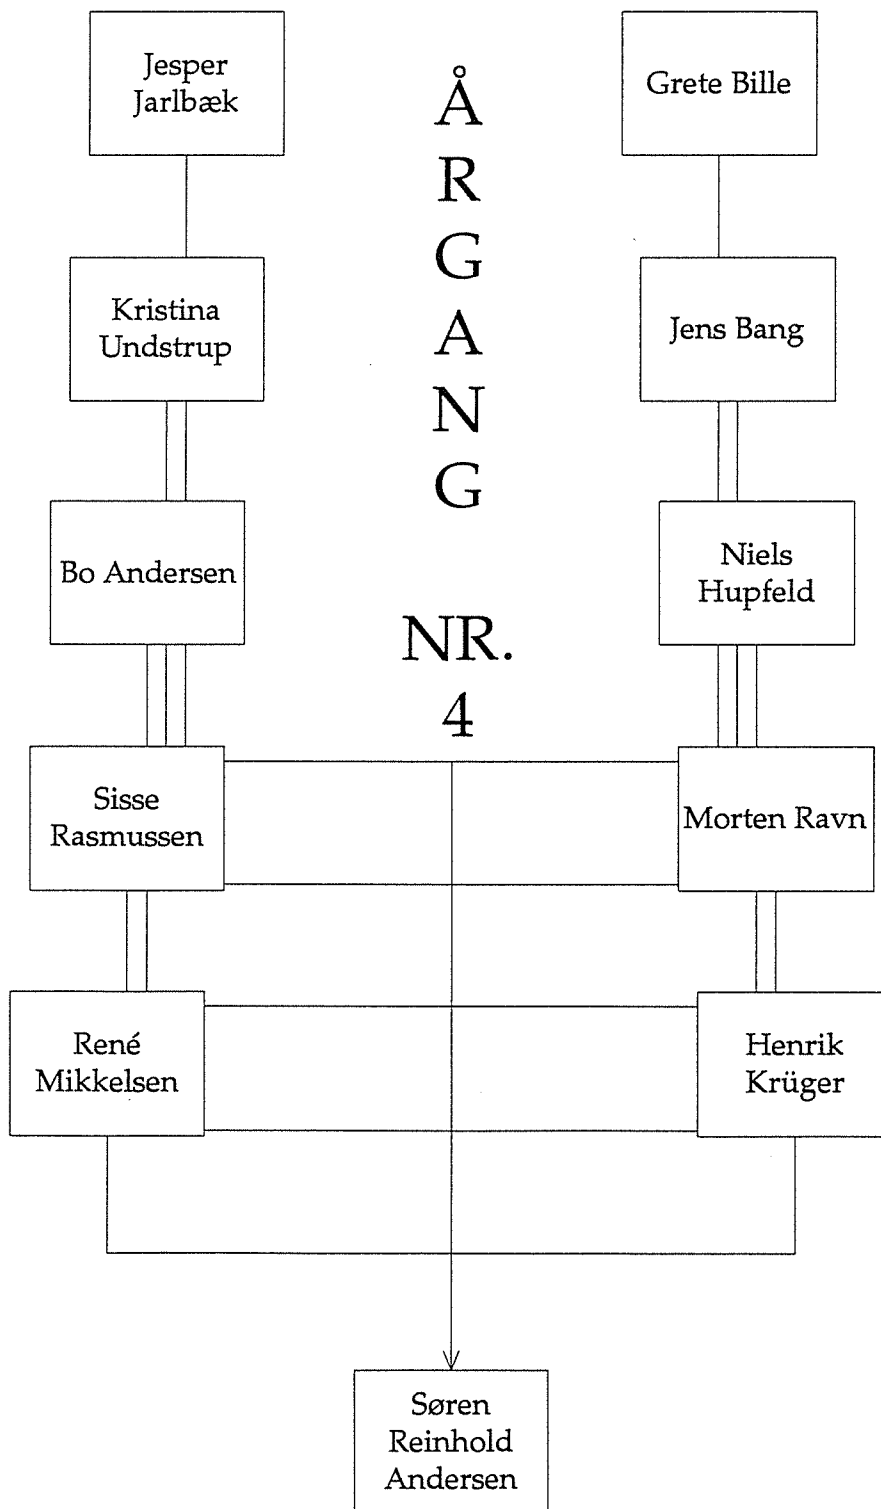 Jesper
Jarlbæk
Grete Bille
Å
R
G
A
N
G
NR.
4
Kristina
Undstrup
Jens Bang
Bo Andersen
Niels
Hupfeld
Sisse
Rasmussen
Morten Ravn
René
Mikkelsen
Henrik
Krüger
Søren
Reinhold
Andersen